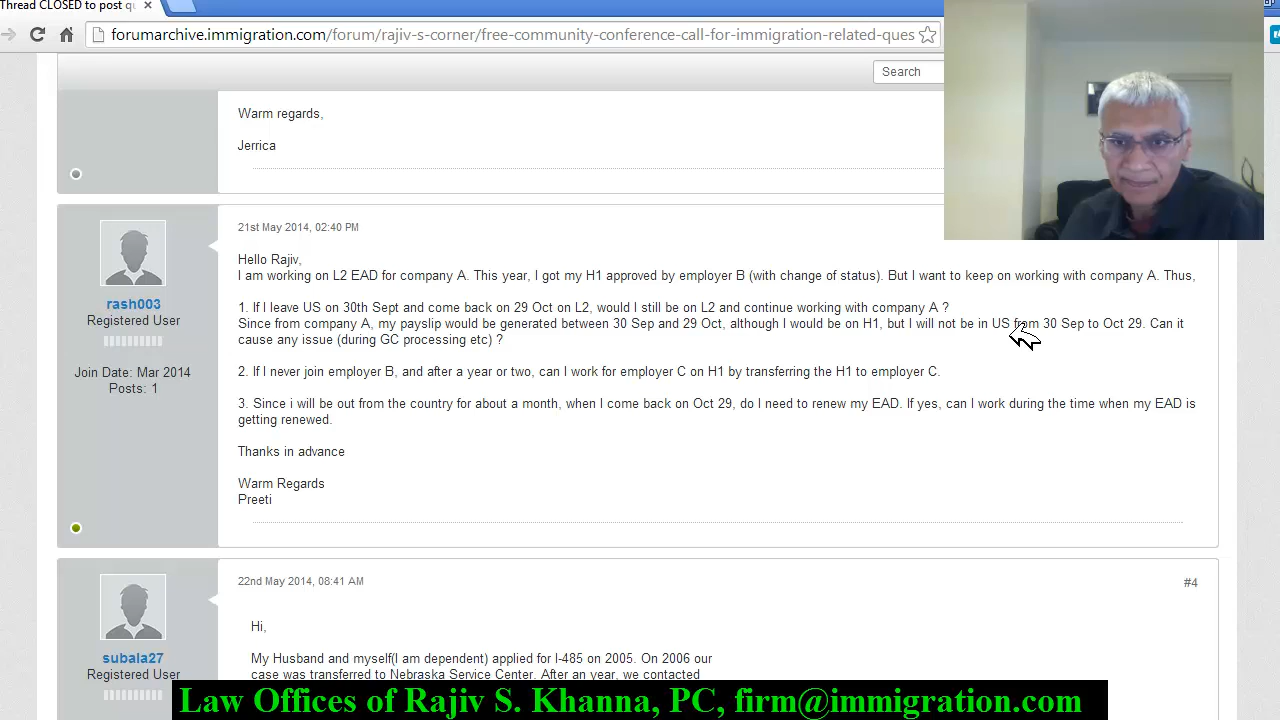 Thread CLOSED to post qu
forumarchive.immigration.com/forum/rajiv-s-corner/free-community-conference-call-for-immigration-related-ques
Search
Warm regards,
Jerrica
21st May 2014, 02:40 PM
rash003
Registered User
Join Date: Mar 2014
Posts: 1
Hello Rajiv,
I am working on L2 EAD for company A. This year, I got my H1 approved by employer B (with change of status). But I want to keep on working with company A. Thus,
1. If I leave US on 30th Sept and come back on 29 Oct on L2, would I still be on L2 and continue working with company A ?
Since from company A, my payslip would be generated between 30 Sep and 29 Oct, although I would be on H1, but I will not be in US from 30 Sep to Oct 29. Can it
cause any issue (during GC processing etc) ?
2. If I never join employer B, and after a year or two, can I work for employer C on H1 by transferring the H1 to employer C.
3. Since i will be out from the country for about a month, when I come back on Oct 29, do I need to renew my EAD. If yes, can I work during the time when my EAD is
getting renewed.
Thanks in advance
Warm Regards
Preeti
22nd May 2014, 08:41 AM
#4
subala27
Registered User
Hi,
My Husband and myself(I am dependent) applied for I-485 on 2005. On 2006 our
case was transferred to Nebraska Service Center. After an year, we contacted
Law Offices of Rajiv S. Khanna, PC, firm@immigration.com